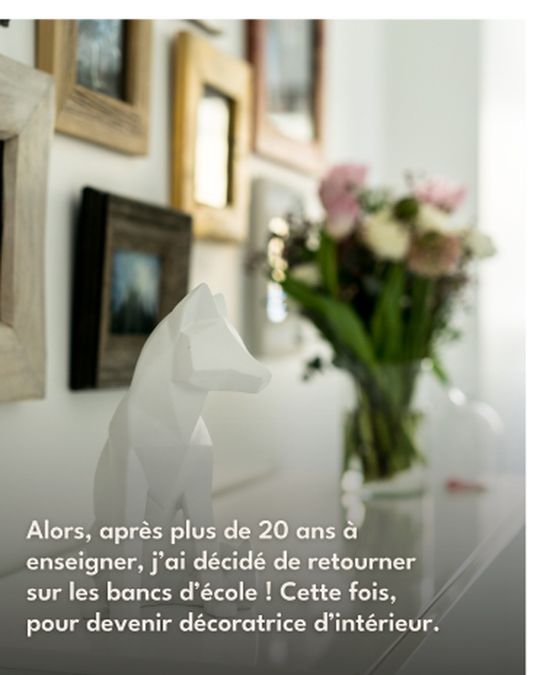 Alors, après plus de 20 ans à
enseigner, j'ai décidé de retourner
sur les bancs d'école ! Cette fois,
pour devenir décoratrice d'intérieur.